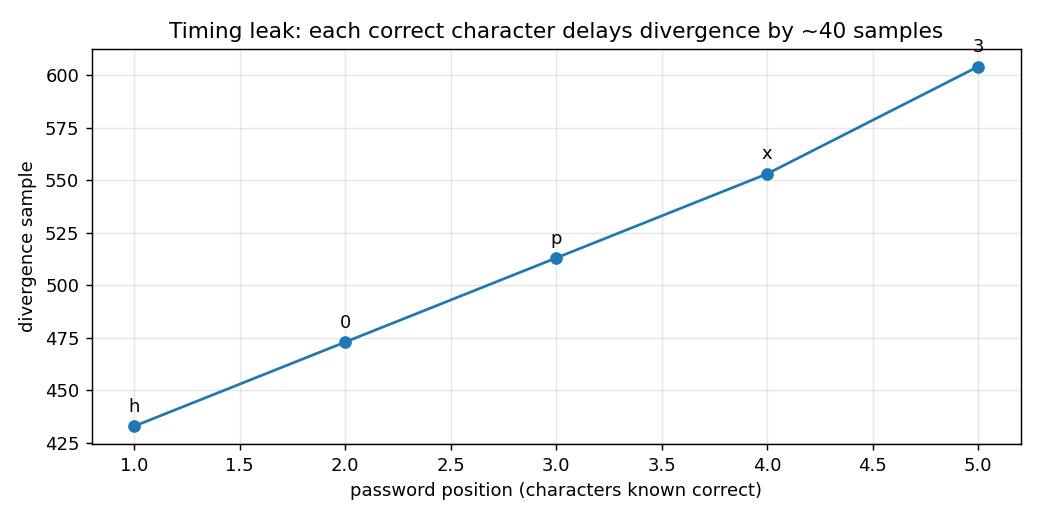 Timing leak: each correct character delays divergence by ~40 samples
3
600
575
x
550
525
p
500
0
475
450
h
425
divergence sample
1.0 1.5 2.0 2.5 3.0 3.5 4.0 4.5 5.0
password position (characters known correct)